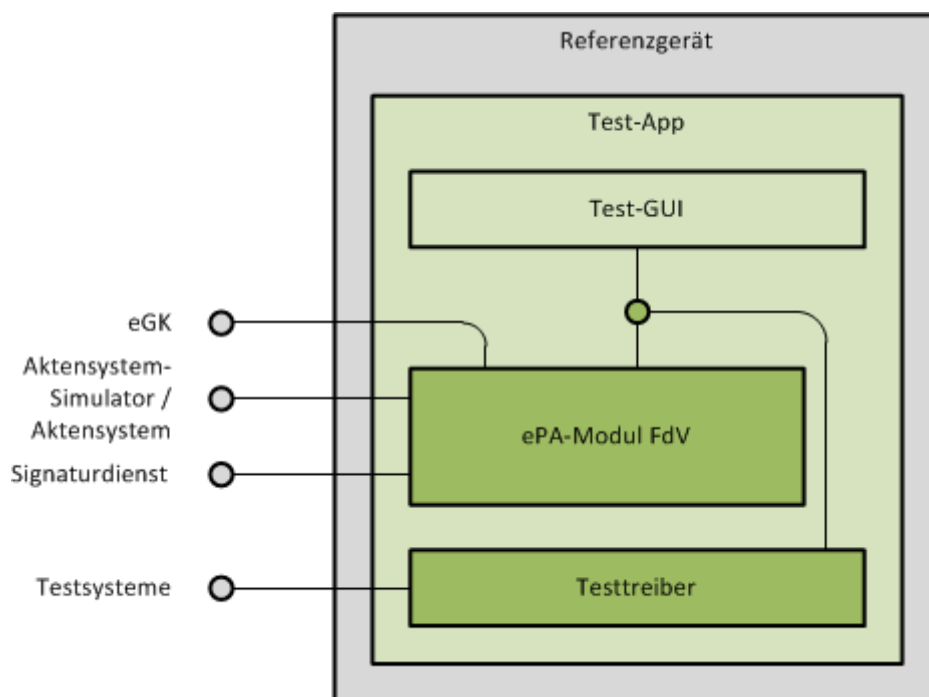 Referenzgerät
Test-App
Test-GUI
eGK
Aktensystem-
Simulator /
Aktensystem
ePA-Modul FdV
Signaturdienst
Testsysteme
Testtreiber